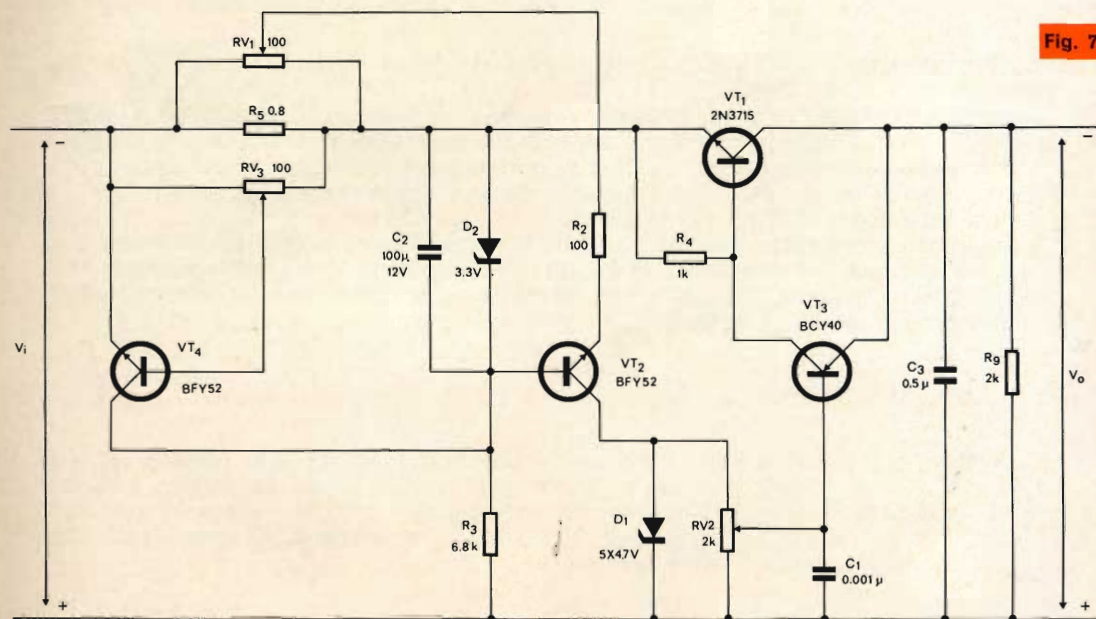 Fig. 7
RV₁ 100
R₅ 0.8
RV₃ 100
VT₁
2N3715
−
−
C₂
100μ
12V
D₂
3.3V
R₂
100
R₄
1k
VT₃
BCY40
Vi
VT₄
BFY52
VT₂
BFY52
C₃
0.5μ
R₉
2k
Vo
R₃
6.8k
D₁
5X4.7V
RV2
2k
C₁
0.001μ
+
+